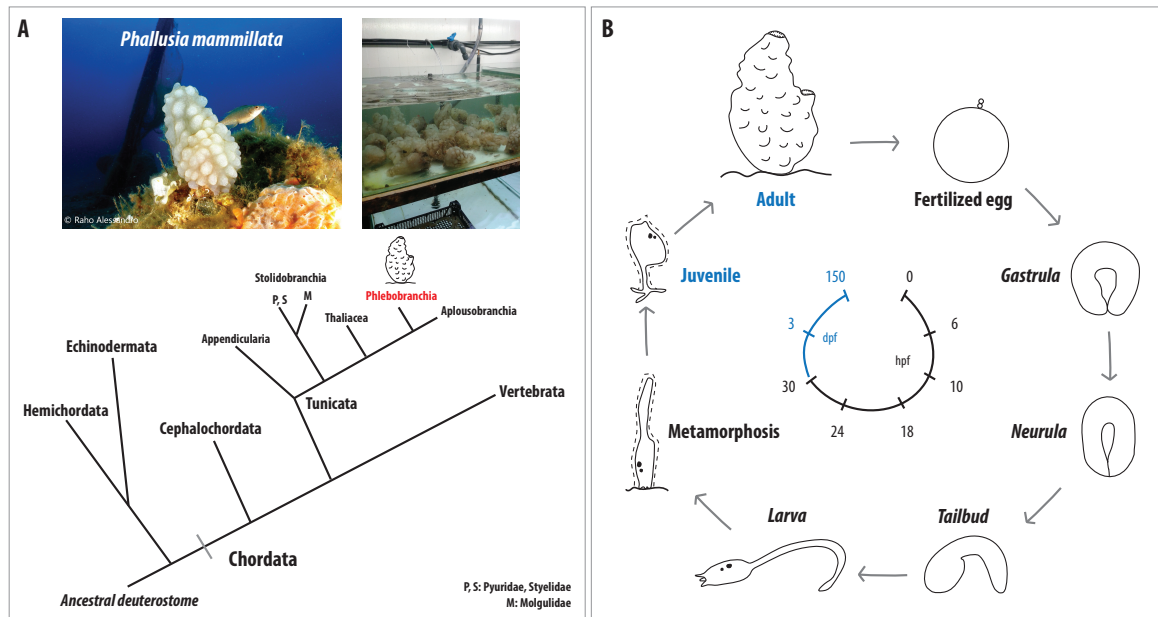 A
Phallusia mammillata
© Raho Alessandro
Stolidobranchia
P, S
M
Phlebobranchia
Thaliacea
Aplousobranchia
Appendicularia
Echinodermata
Tunicata
Vertebrata
Hemichordata
Cephalochordata
Chordata
Ancestral deuterostome
P, S: Pyuridae, Styelidae
M: Molgulidae
B
Adult
Fertilized egg
Juvenile
Gastrula
150
0
3
dpf
6
hpf
30
10
Metamorphosis
24
18
Neurula
Larva
Tailbud